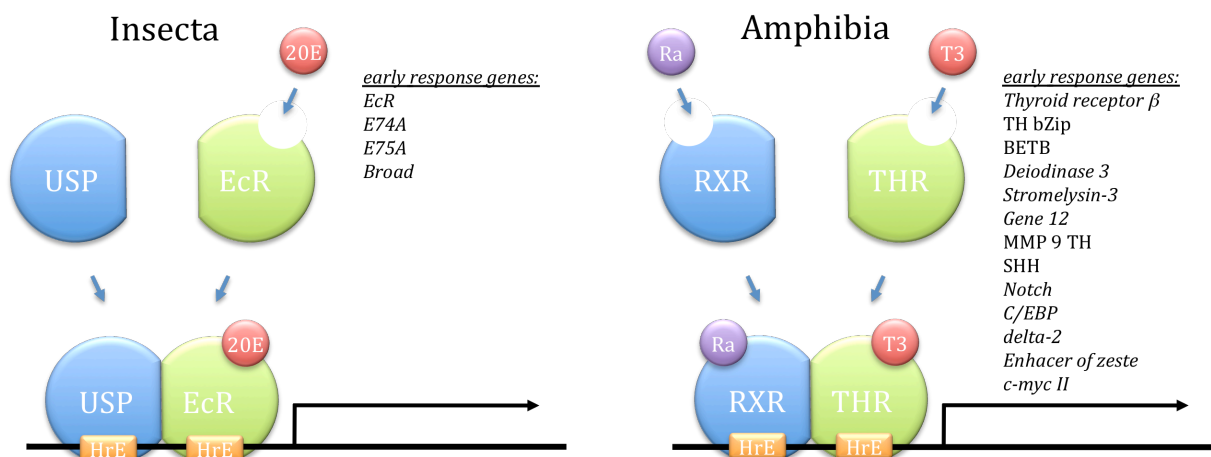 Insecta
20E
early response genes:
EcR
E74A
E75A
Broad
USP
EcR
20E
USP
EcR
HrE
HrE
Amphibia
Ra
T3
early response genes:
Thyroid receptor β
TH bZip
BETB
Deiodinase 3
Stromelysin-3
Gene 12
MMP 9 TH
SHH
Notch
C/EBP
delta-2
Enhacer of zeste
c-myc II
RXR
THR
Ra
T3
RXR
THR
HrE
HrE